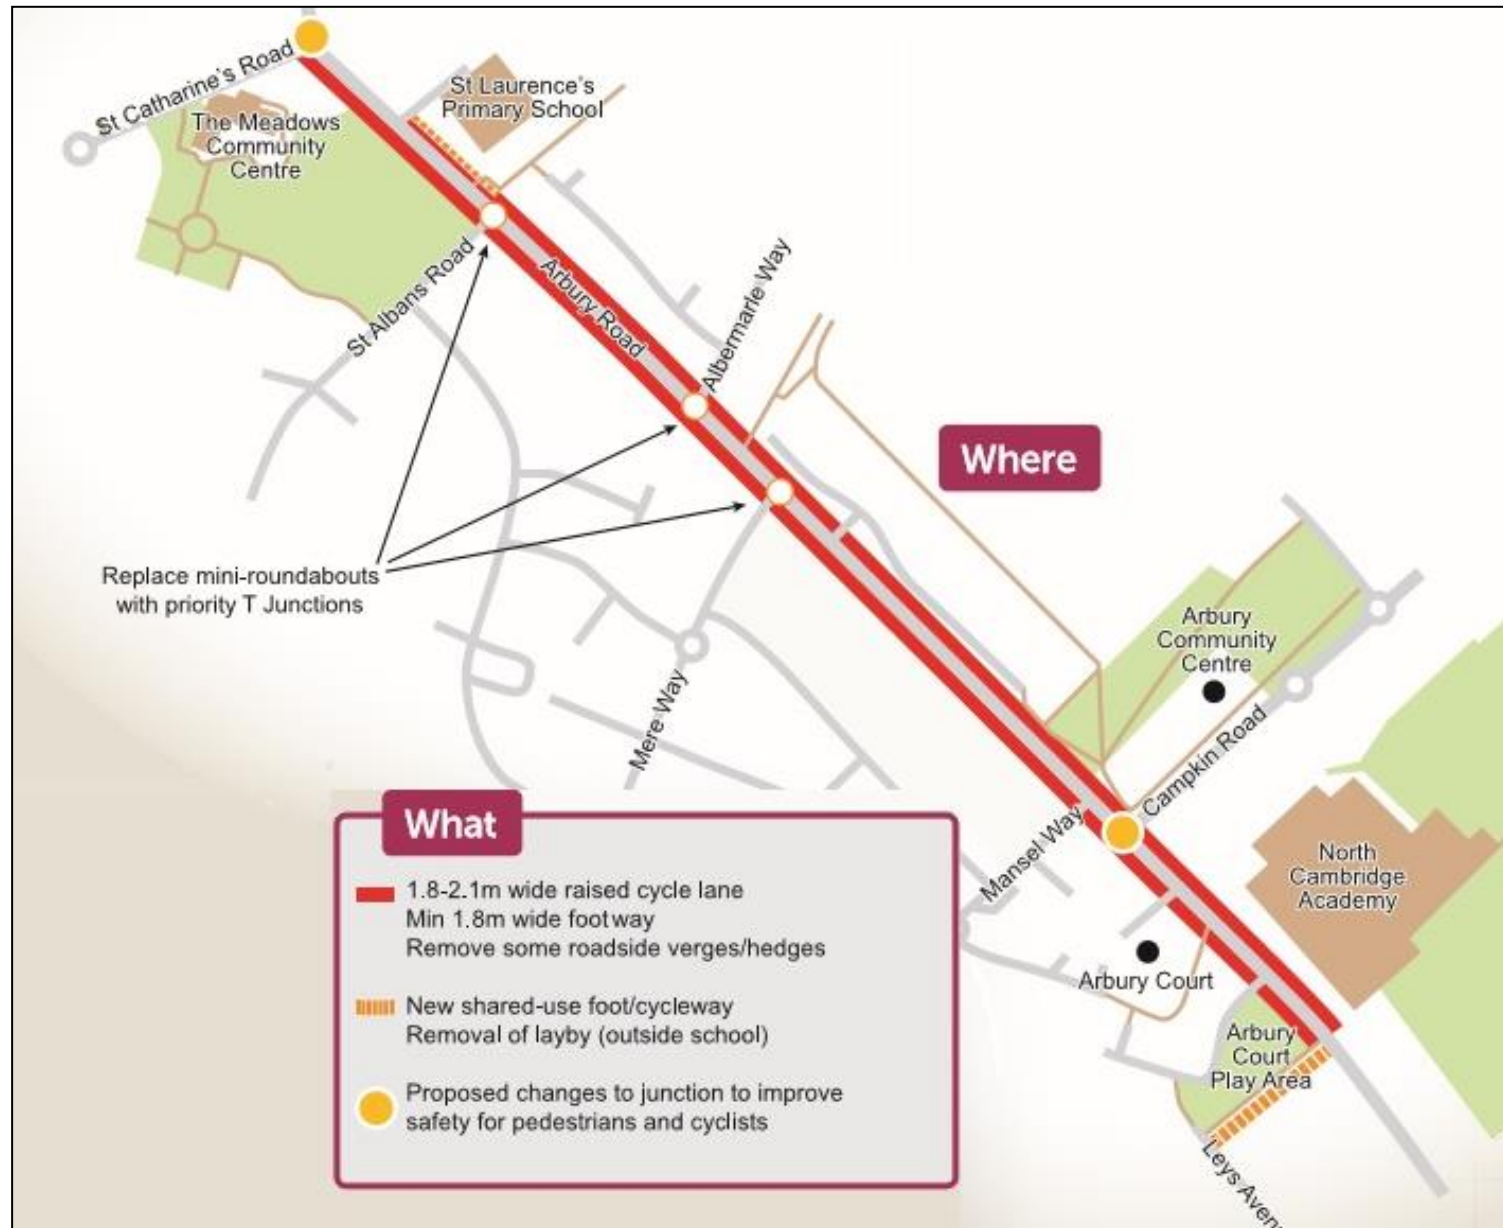 St Catharine's Road
St Laurence's
Primary School
The Meadows
Community
Centre
St Albans Road
Arbury Road
Albermarle Way
Where
Replace mini-roundabouts
with priority T Junctions
Arbury
Community
Centre
Mere Way
Campkin Road
What
1.8-2.1m wide raised cycle lane
Min 1.8m wide footway
Remove some roadside verges/hedges
New shared-use foot/cycleway
Removal of layby (outside school)
Proposed changes to junction to improve
safety for pedestrians and cyclists
Mansel Way
North
Cambridge
Academy
Arbury Court
Arbury
Court
Play Area
Leys Aven